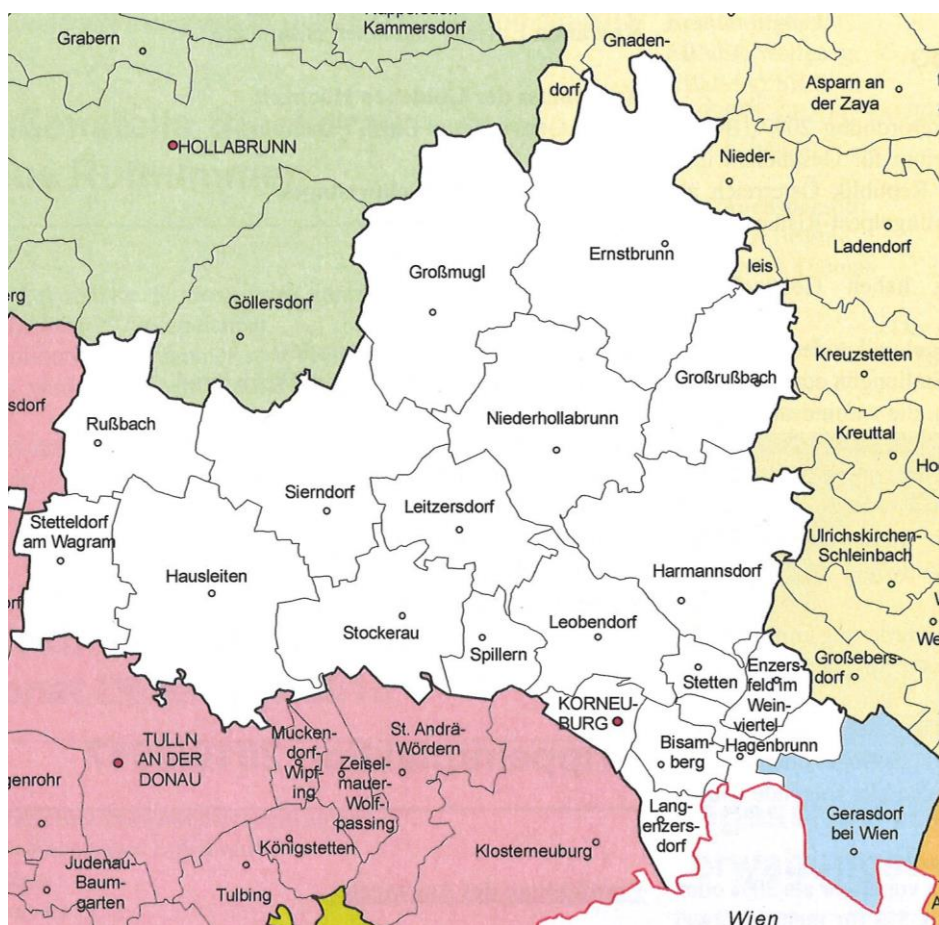 Grabern
Kammersdorf
Gnaden-
dorf
Asparn an
der Zaya
HOLLABRUNN
Nieder-
leis
Ladendorf
Ernstbrunn
Großmugl
Göllersdorf
Kreuzstetten
Großrußbach
Rußbach
Niederhollabrunn
Kreuttal
Sierndorf
Leitzersdorf
Stetteldorf
am Wagram
Ulrichskirchen-
Schleinbach
Hausleiten
Harmannsdorf
Stockerau
Leobendorf
Spillern
Stetten
Enzers-
feld im
Wein-
viertel
Großebers-
dorf
KORNEU-
BURG
St. Andrä-
Wördern
TULLN
AN DER
DONAU
Muckendorf-
Wipf-
ing
Zeisel-
mauer-
Wolf-
passing
Bisam-
berg
Hagenbrunn
Lang-
enzers-
dorf
Gerasdorf
bei Wien
Königstetten
Klosterneuburg
Judenau-
Baum-
garten
Tulbing
Wien